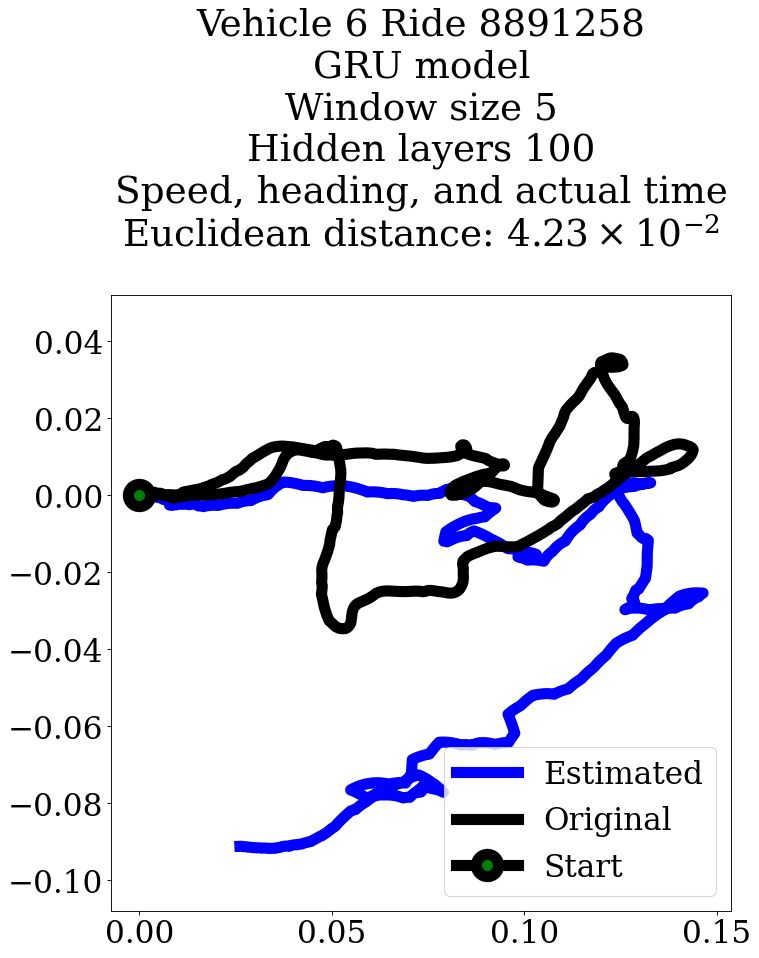 Vehicle 6 Ride 8891258
GRU model
Window size 5
Hidden layers 100
Speed, heading, and actual time
Euclidean distance: 4.23 × 10⁻²
0.04
0.02
0.00
−0.02
−0.04
−0.06
−0.08
−0.10
Estimated
Original
Start
0.00 0.05 0.10 0.15